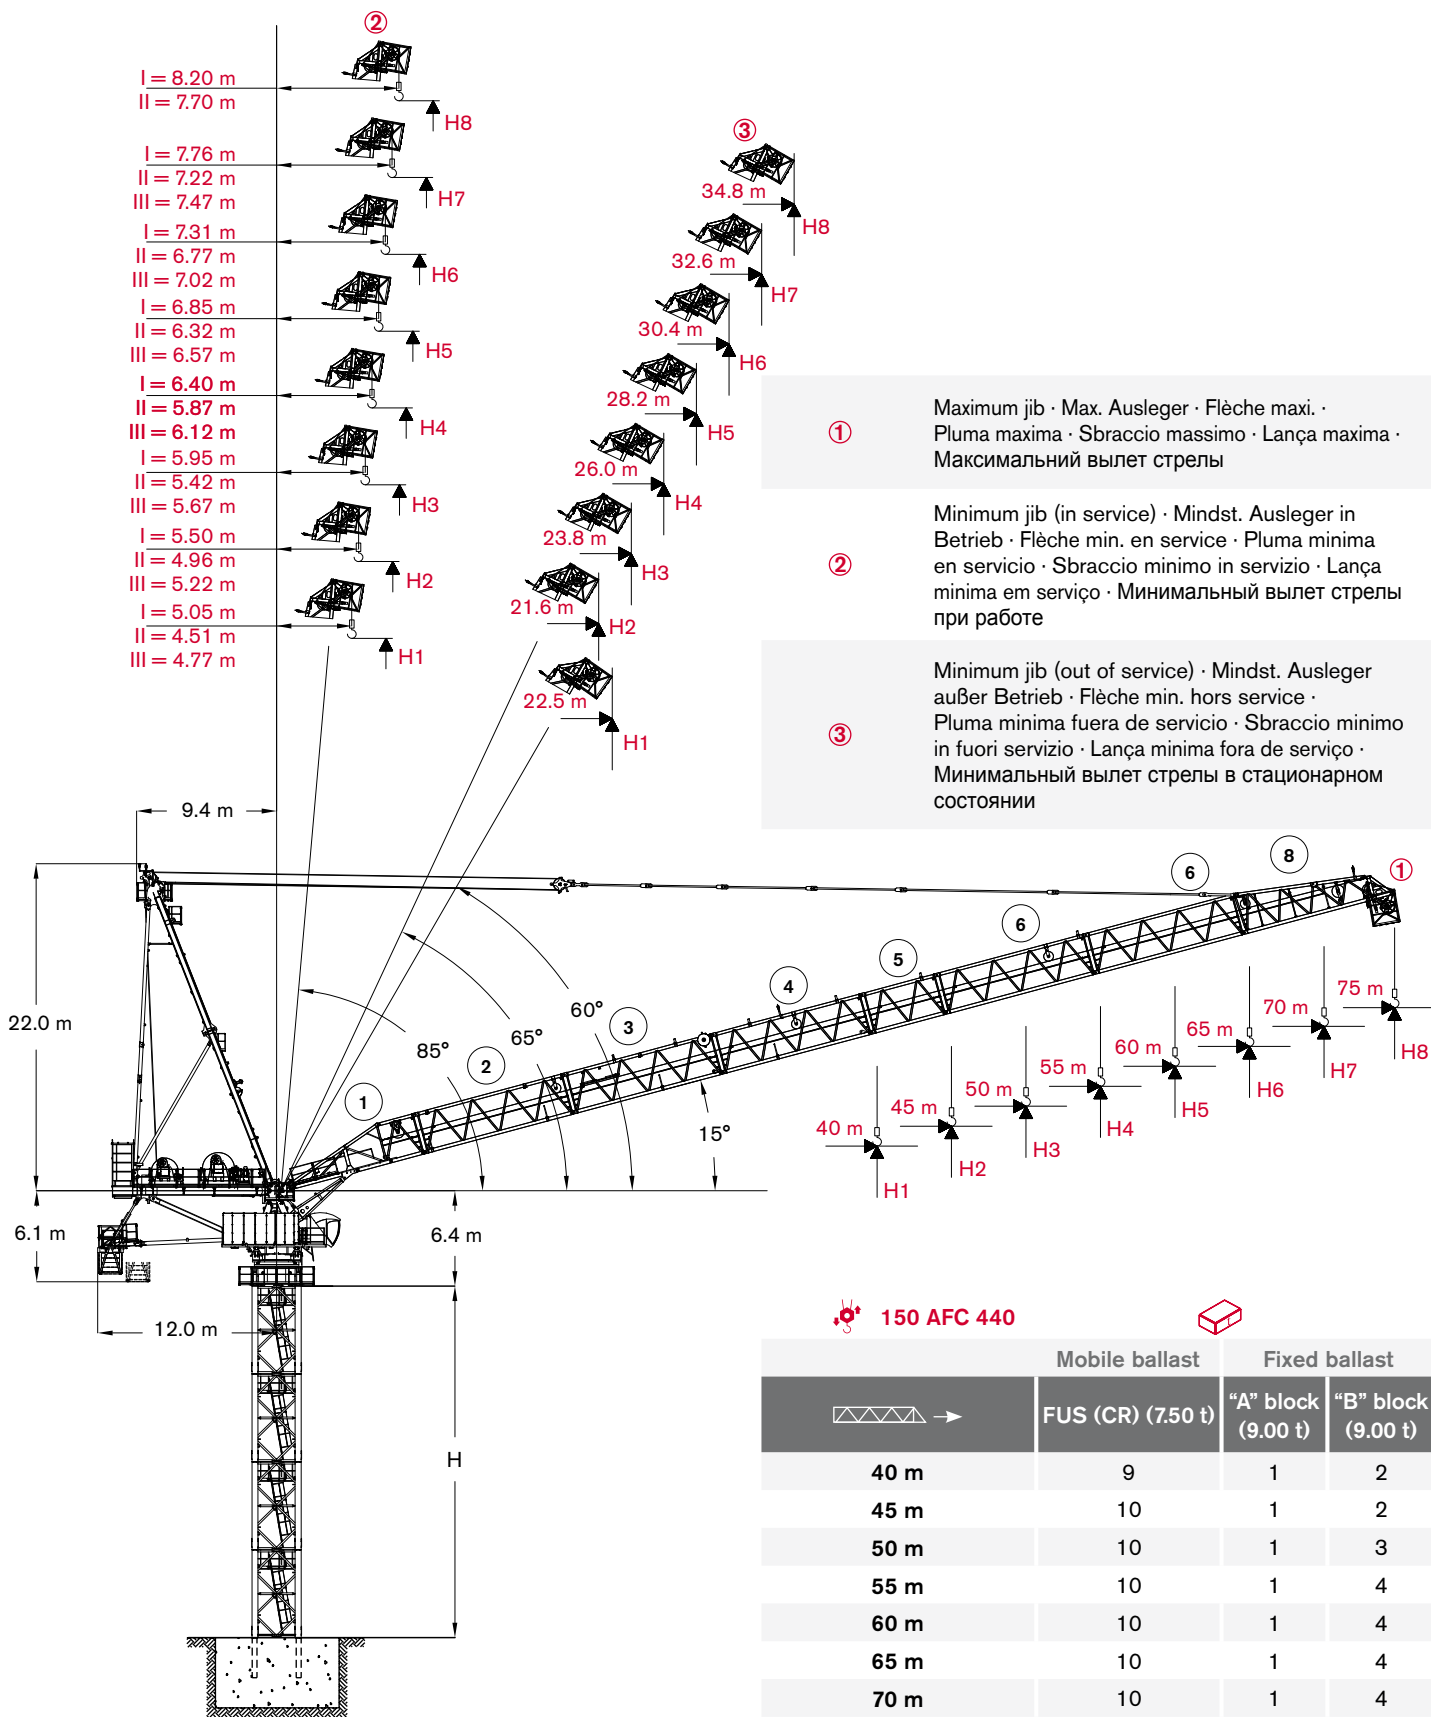 ②
I = 8.20 m
II = 7.70 m
H8
I = 7.76 m
II = 7.22 m
III = 7.47 m
H7
I = 7.31 m
II = 6.77 m
III = 7.02 m
H6
I = 6.85 m
II = 6.32 m
III = 6.57 m
H5
I = 6.40 m
II = 5.87 m
III = 6.12 m
H4
I = 5.95 m
II = 5.42 m
III = 5.67 m
H3
I = 5.50 m
II = 4.96 m
III = 5.22 m
H2
I = 5.05 m
II = 4.51 m
III = 4.77 m
H1
③
34.8 m
H8
32.6 m
H7
30.4 m
H6
28.2 m
H5
26.0 m
H4
23.8 m
H3
21.6 m
H2
22.5 m
H1
①
Maximum jib · Max. Ausleger · Flèche maxi. ·
Pluma maxima · Sbraccio massimo · Lança maxima ·
Максимальний вылет стрелы
②
Minimum jib (in service) · Mindst. Ausleger in
Betrieb · Flèche min. en service · Pluma minima
en servicio · Sbraccio minimo in servizio · Lança
minima em serviço · Минимальный вылет стрелы
при работе
③
Minimum jib (out of service) · Mindst. Ausleger
außer Betrieb · Flèche min. hors service ·
Pluma minima fuera de servicio · Sbraccio minimo
in fuori servizio · Lança minima fora de serviço ·
Минимальный вылет стрелы в стационарном
состоянии
9.4 m
22.0 m
6.1 m
12.0 m
6.4 m
H
85°
65°
60°
15°
1
2
3
4
5
6
6
8
①
40 m
H1
45 m
H2
50 m
H3
55 m
H4
60 m
H5
65 m
H6
70 m
H7
75 m
H8
150 AFC 440
Mobile ballast Fixed ballast
FUS (CR) (7.50 t) “A” block (9.00 t) “B” block (9.00 t)
40 m 9 1 2
45 m 10 1 2
50 m 10 1 3
55 m 10 1 4
60 m 10 1 4
65 m 10 1 4
70 m 10 1 4